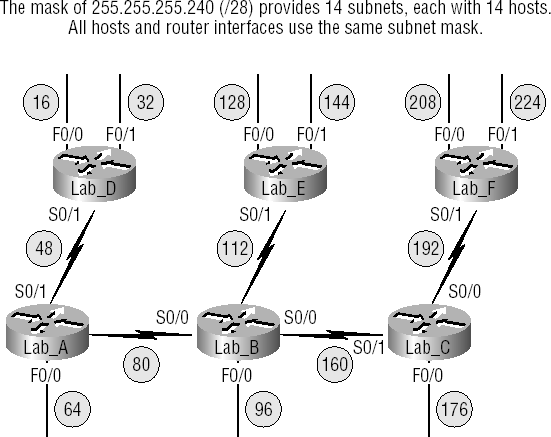 The mask of 255.255.255.240 (/28) provides 14 subnets, each with 14 hosts.
All hosts and router interfaces use the same subnet mask.
16 32 128 144 208 224
F0/0 F0/1 F0/0 F0/1 F0/0 F0/1
Lab_D Lab_E Lab_F
S0/1 S0/1 S0/1
48 112 192
S0/1 S0/0
S0/0 S0/0
Lab_A Lab_B S0/1 Lab_C
80 160
F0/0 F0/0 F0/0
64 96 176